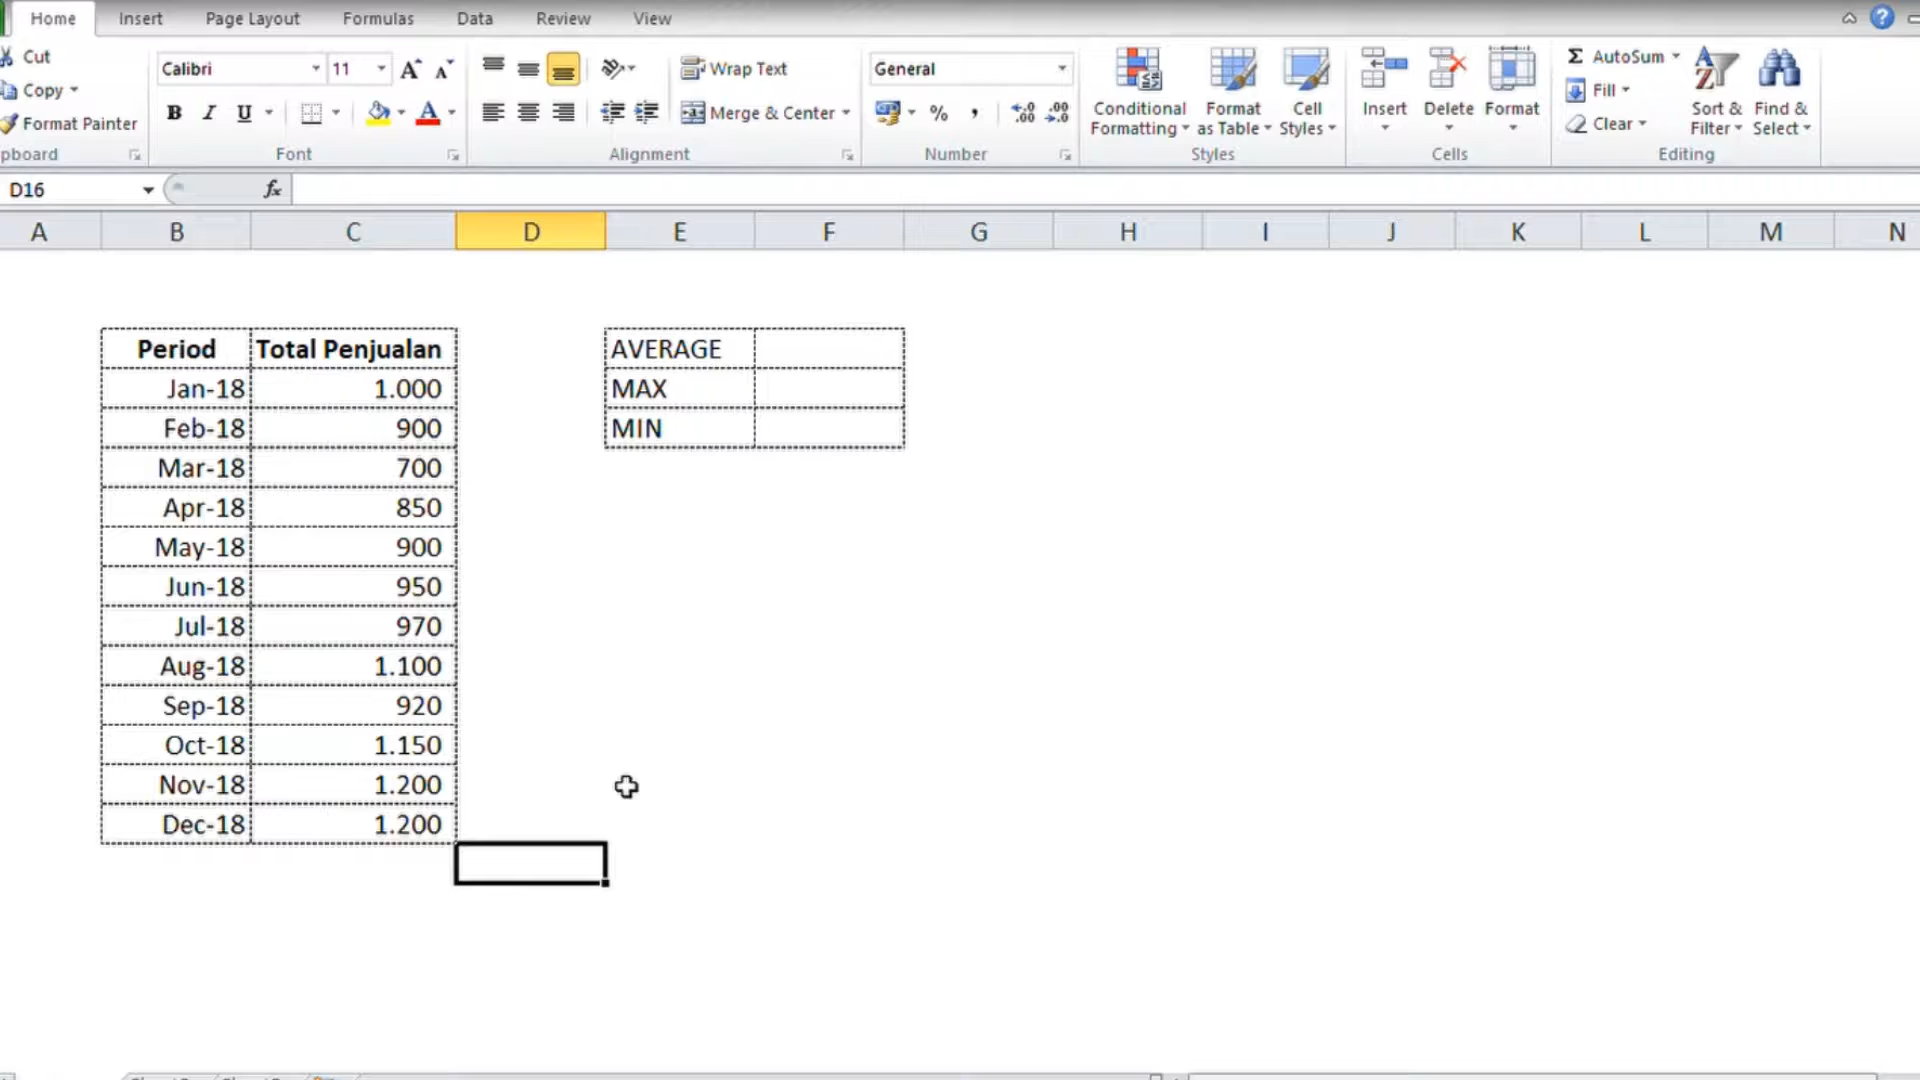 Home Insert Page Layout Formulas Data Review View
Cut
Copy
Format Painter
pboard
Calibri 11
B I U A
Font
Wrap Text
Merge & Center
Alignment
General
% ,
Number
Conditional Formatting
Format as Table
Cell Styles
Styles
Insert Delete Format
Cells
Σ AutoSum
Fill
Clear
Sort & Filter
Find & Select
Editing
D16 fx
A B C D E F G H I J K L M N
Period Total Penjualan
Jan-18 1.000
Feb-18 900
Mar-18 700
Apr-18 850
May-18 900
Jun-18 950
Jul-18 970
Aug-18 1.100
Sep-18 920
Oct-18 1.150
Nov-18 1.200
Dec-18 1.200
AVERAGE
MAX
MIN